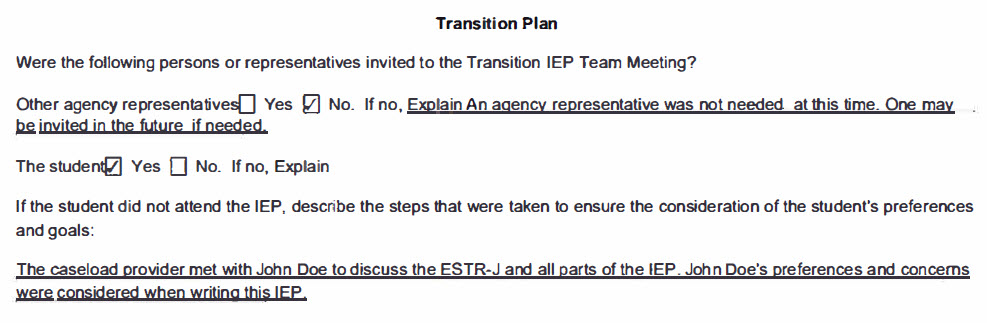 Transition Plan
Were the following persons or representatives invited to the Transition IEP Team Meeting?
Other agency representatives☐ Yes ☑ No. If no, Explain An agency representative was not needed at this time. One may
be invited in the future if needed.
The student☑ Yes ☐ No. If no, Explain
If the student did not attend the IEP, describe the steps that were taken to ensure the consideration of the student's preferences
and goals:
The caseload provider met with John Doe to discuss the ESTR-J and all parts of the IEP. John Doe's preferences and concerns
were considered when writing this IEP.